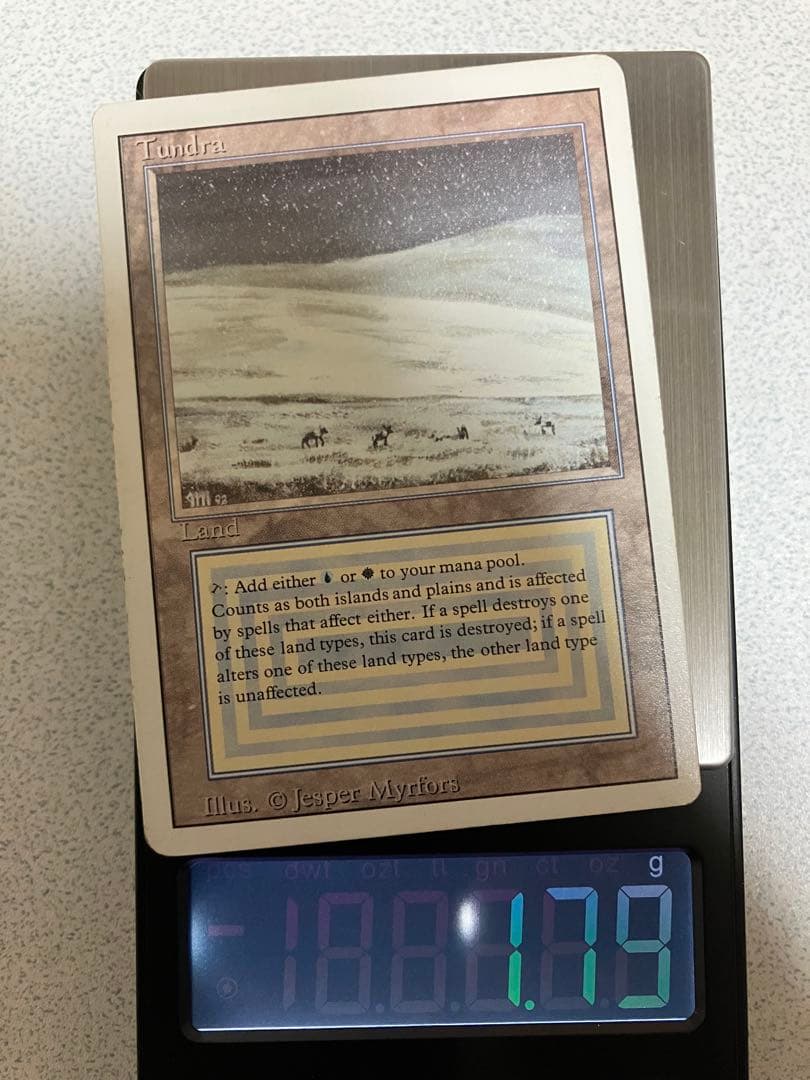 Tundra
JM 92
Land
: Add either or to your mana pool.
Counts as both islands and plains and is affected
by spells that affect either. If a spell destroys one
of these land types, this card is destroyed; if a spell
alters one of these land types, the other land type
is unaffected.
Illus. © Jesper Myrfors
pcs dwt ozt tl gn ct oz g
1.79